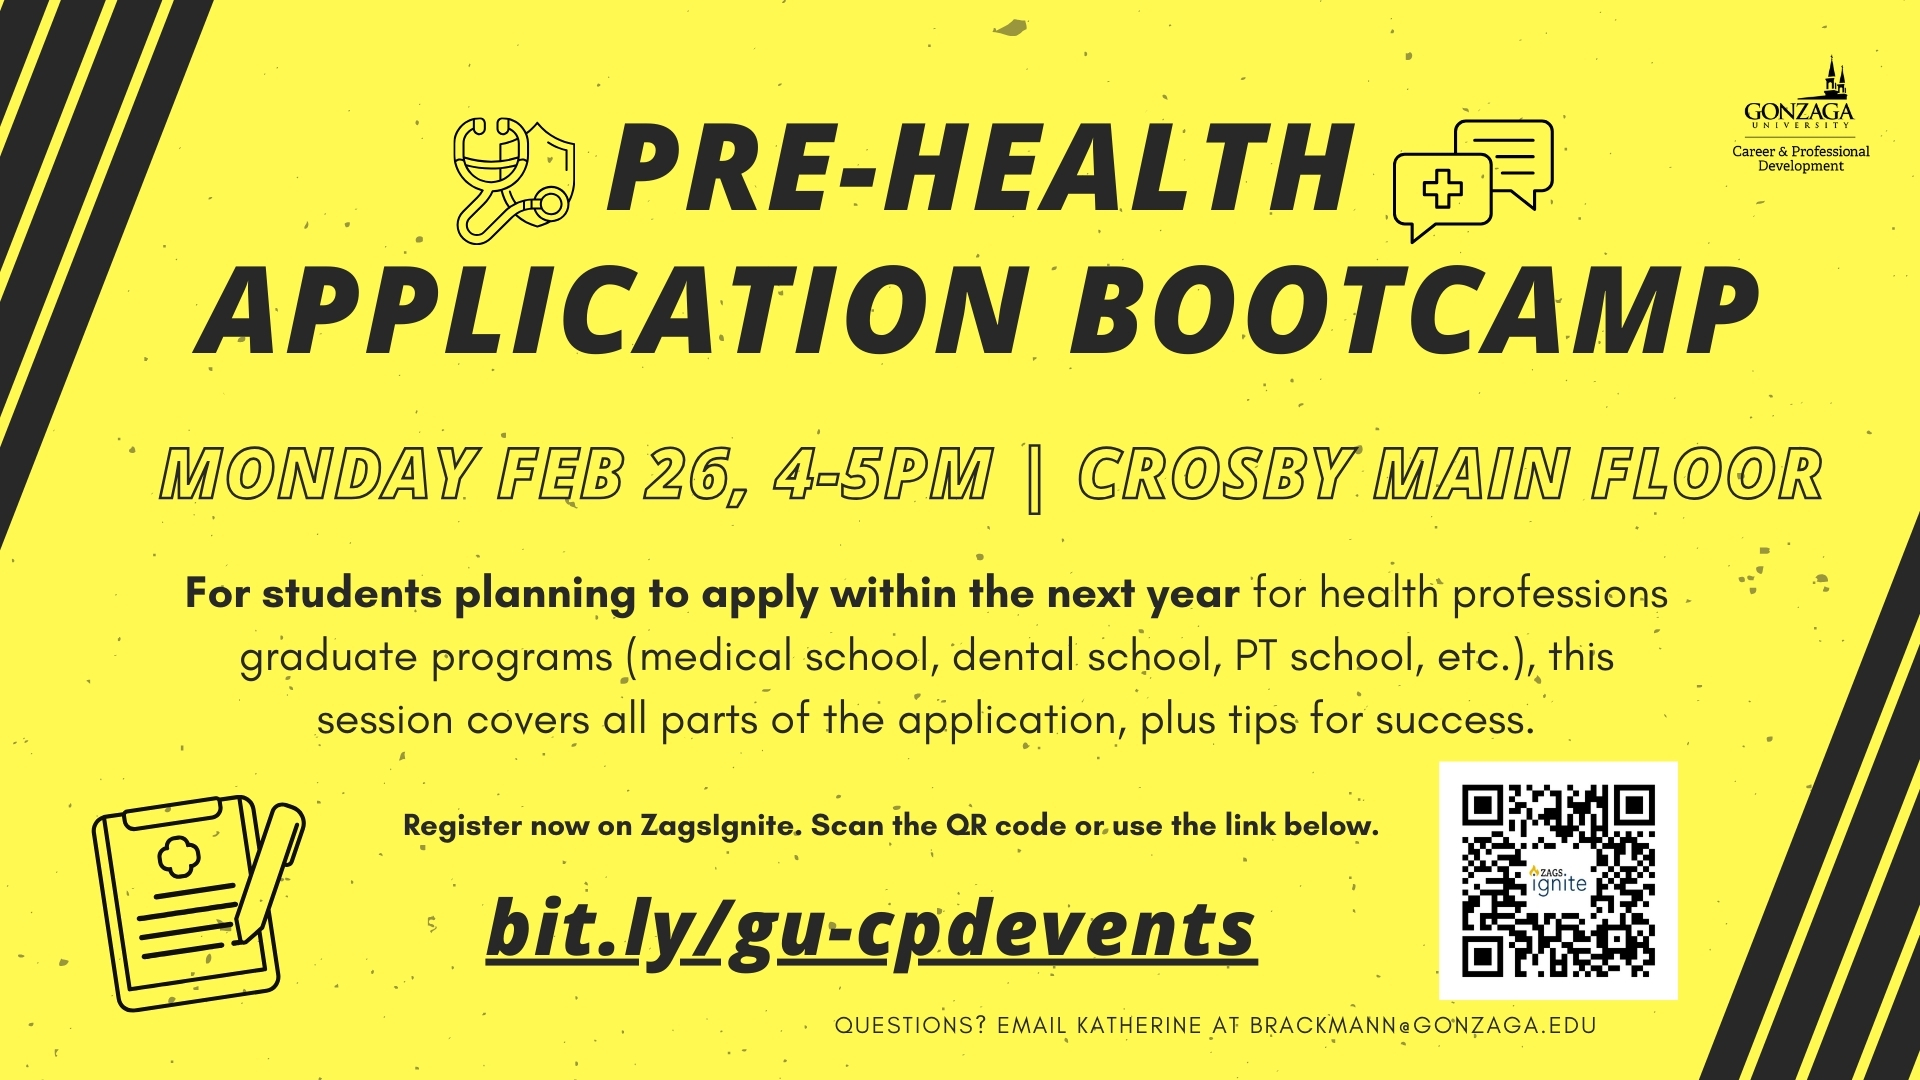 GONZAGA
UNIVERSITY
Career & Professional
Development
PRE-HEALTH
APPLICATION BOOTCAMP
MONDAY FEB 26, 4-5PM | CROSBY MAIN FLOOR
For students planning to apply within the next year for health professions
graduate programs (medical school, dental school, PT school, etc.), this
session covers all parts of the application, plus tips for success.
Register now on ZagsIgnite. Scan the QR code or use the link below.
bit.ly/gu-cpdevents
ZAGS
ignite
QUESTIONS? EMAIL KATHERINE AT BRACKMANN@GONZAGA.EDU